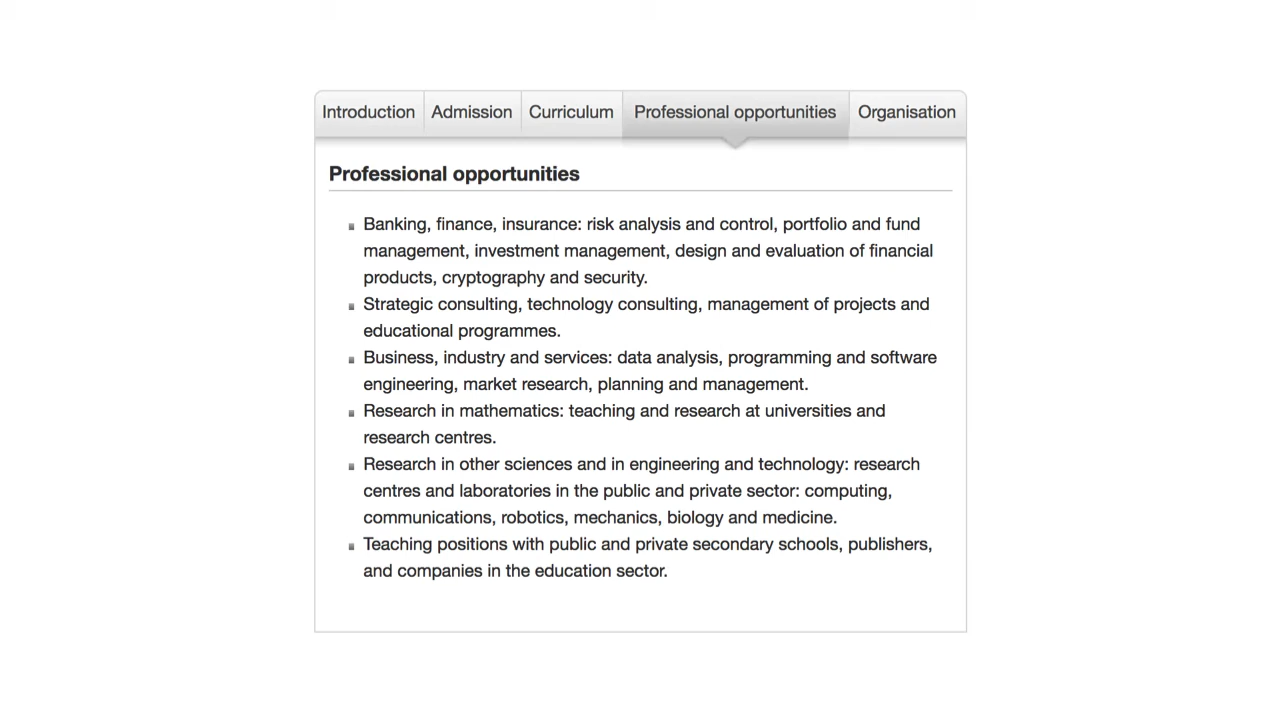 Introduction Admission Curriculum Professional opportunities Organisation
Professional opportunities
Banking, finance, insurance: risk analysis and control, portfolio and fund
management, investment management, design and evaluation of financial
products, cryptography and security.
Strategic consulting, technology consulting, management of projects and
educational programmes.
Business, industry and services: data analysis, programming and software
engineering, market research, planning and management.
Research in mathematics: teaching and research at universities and
research centres.
Research in other sciences and in engineering and technology: research
centres and laboratories in the public and private sector: computing,
communications, robotics, mechanics, biology and medicine.
Teaching positions with public and private secondary schools, publishers,
and companies in the education sector.